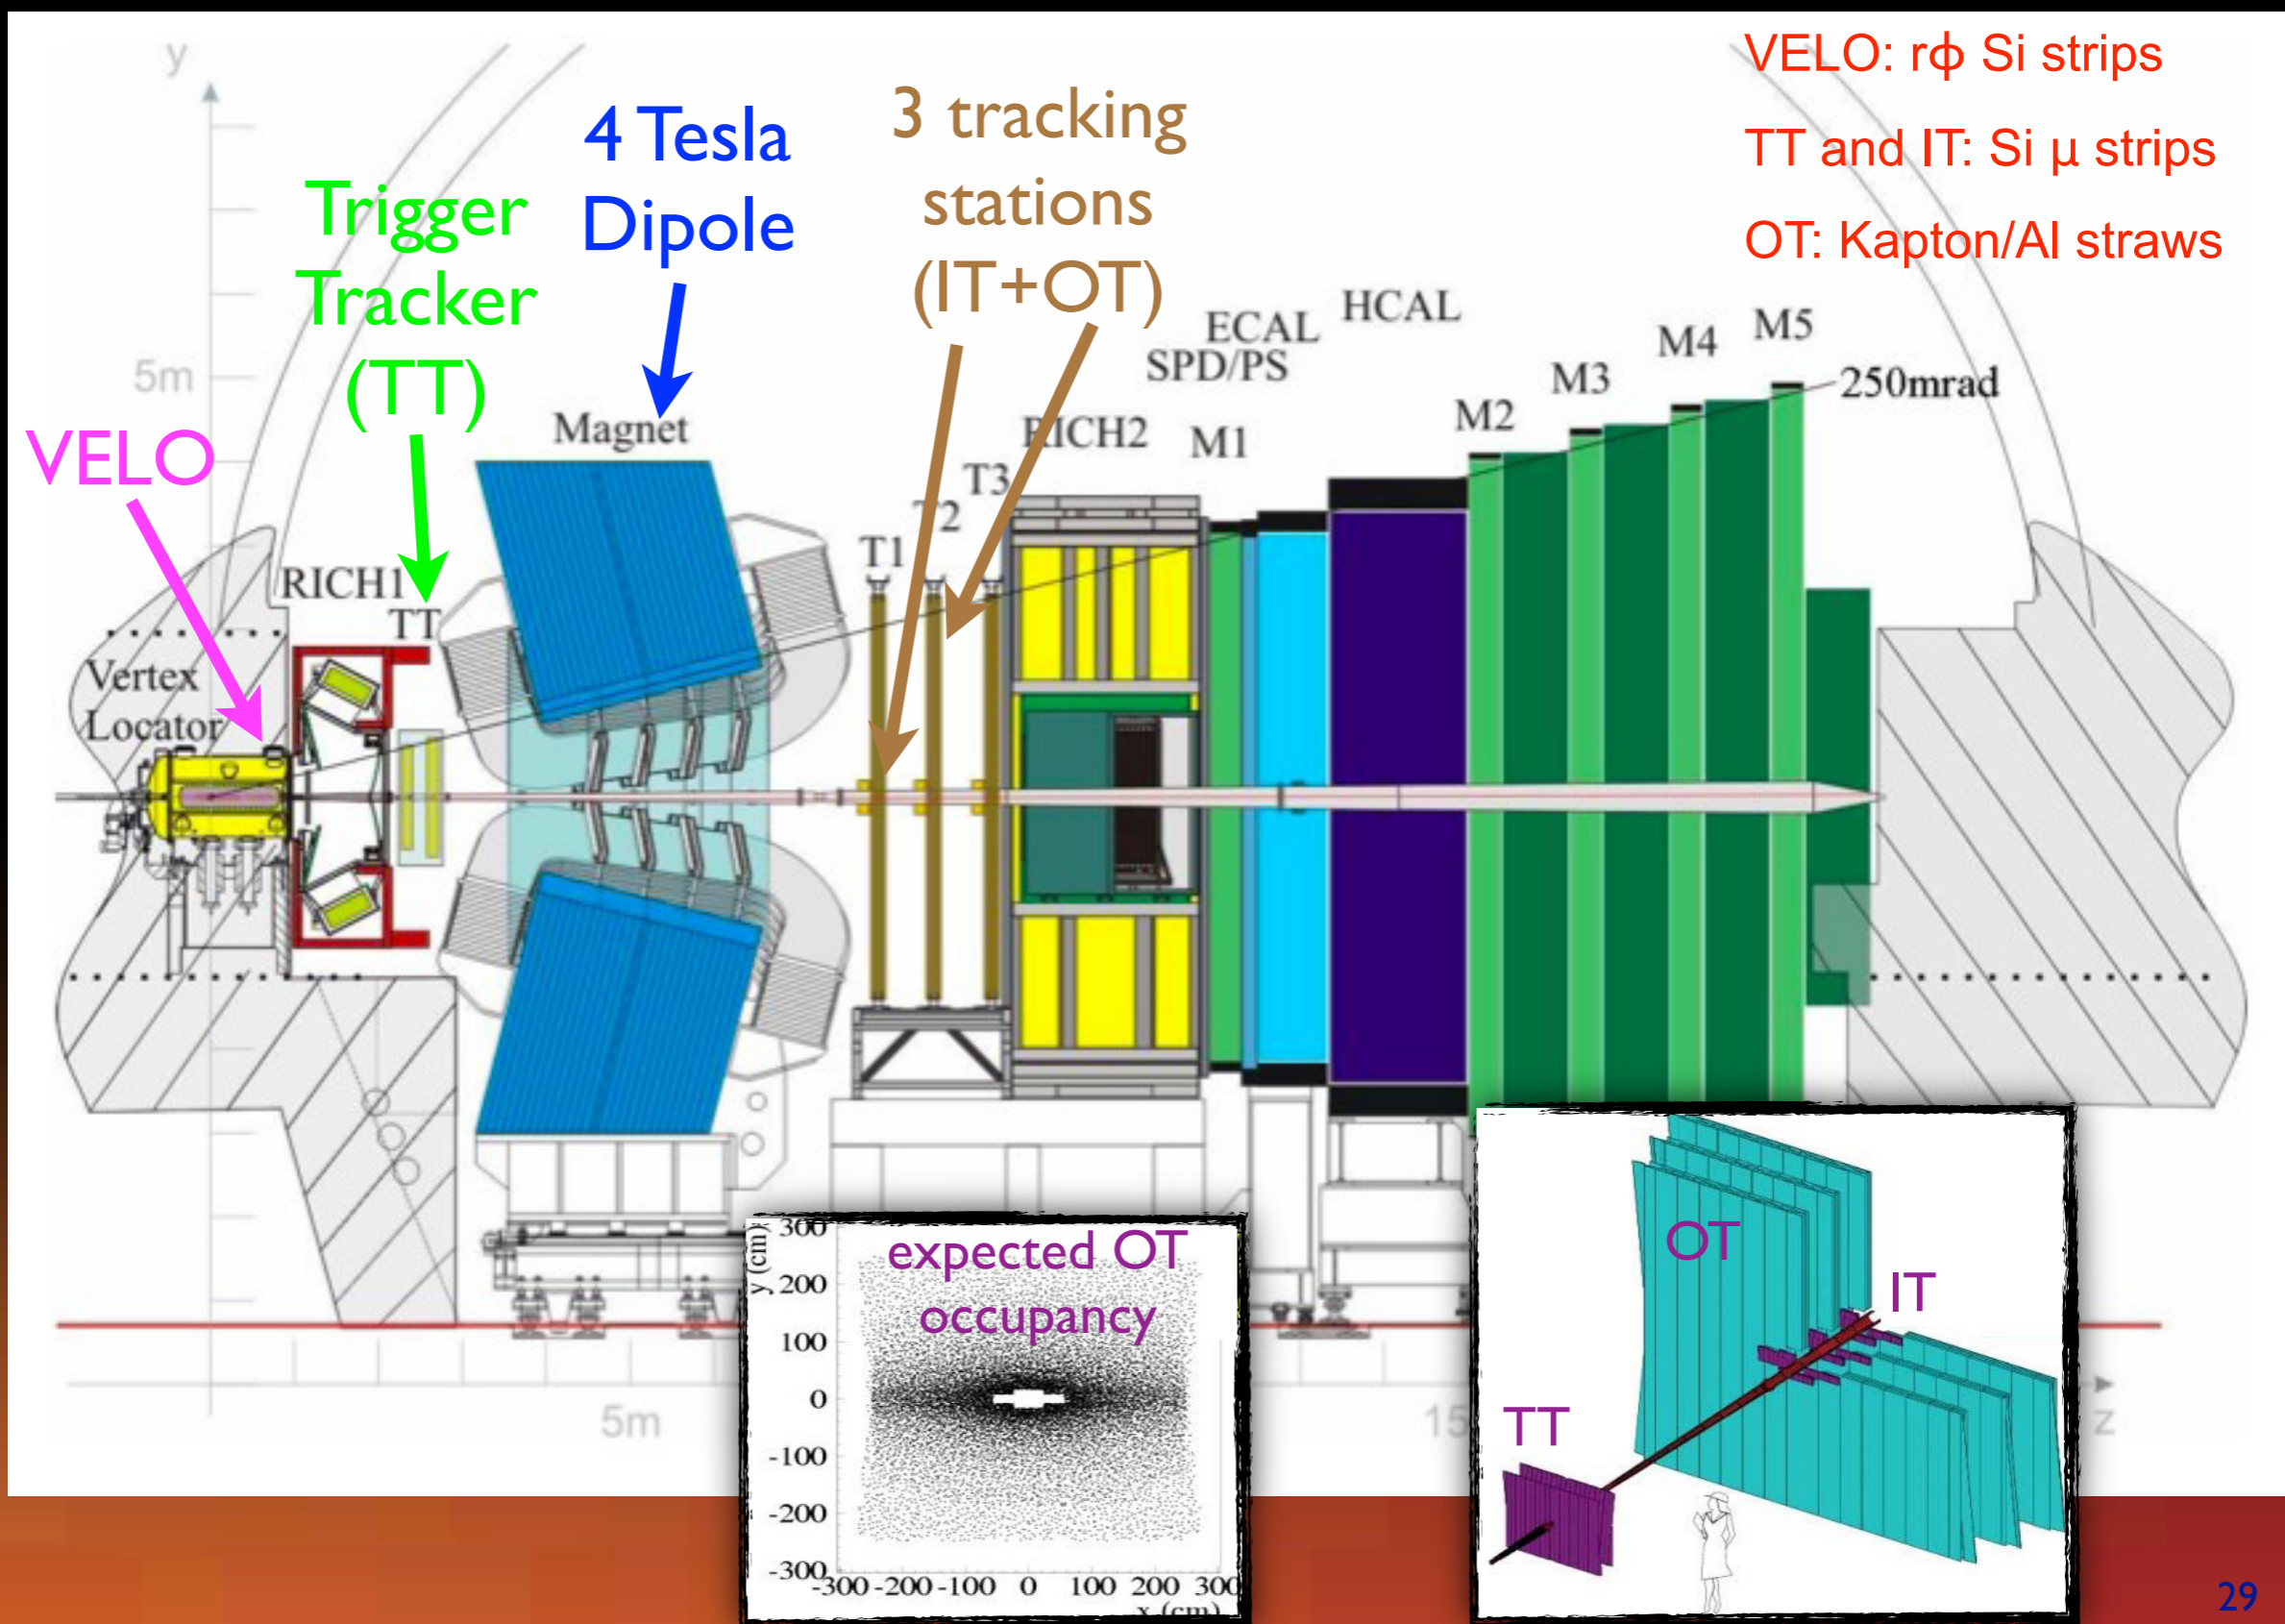 y
VELO: rϕ Si strips
TT and IT: Si μ strips
OT: Kapton/Al straws
4 Tesla
Dipole
3 tracking
stations
(IT+OT)
Trigger
Tracker
(TT)
VELO
5m
Magnet
ECAL
HCAL
SPD/PS
RICH2
M1
M2
M3
M4
M5
250mrad
T1
T2
T3
RICH1
TT
Vertex
Locator
5m
15
z
expected OT
occupancy
y (cm)
300
200
100
0
-100
-200
-300
-300 -200 -100 0 100 200 300
x (cm)
OT
IT
TT
29